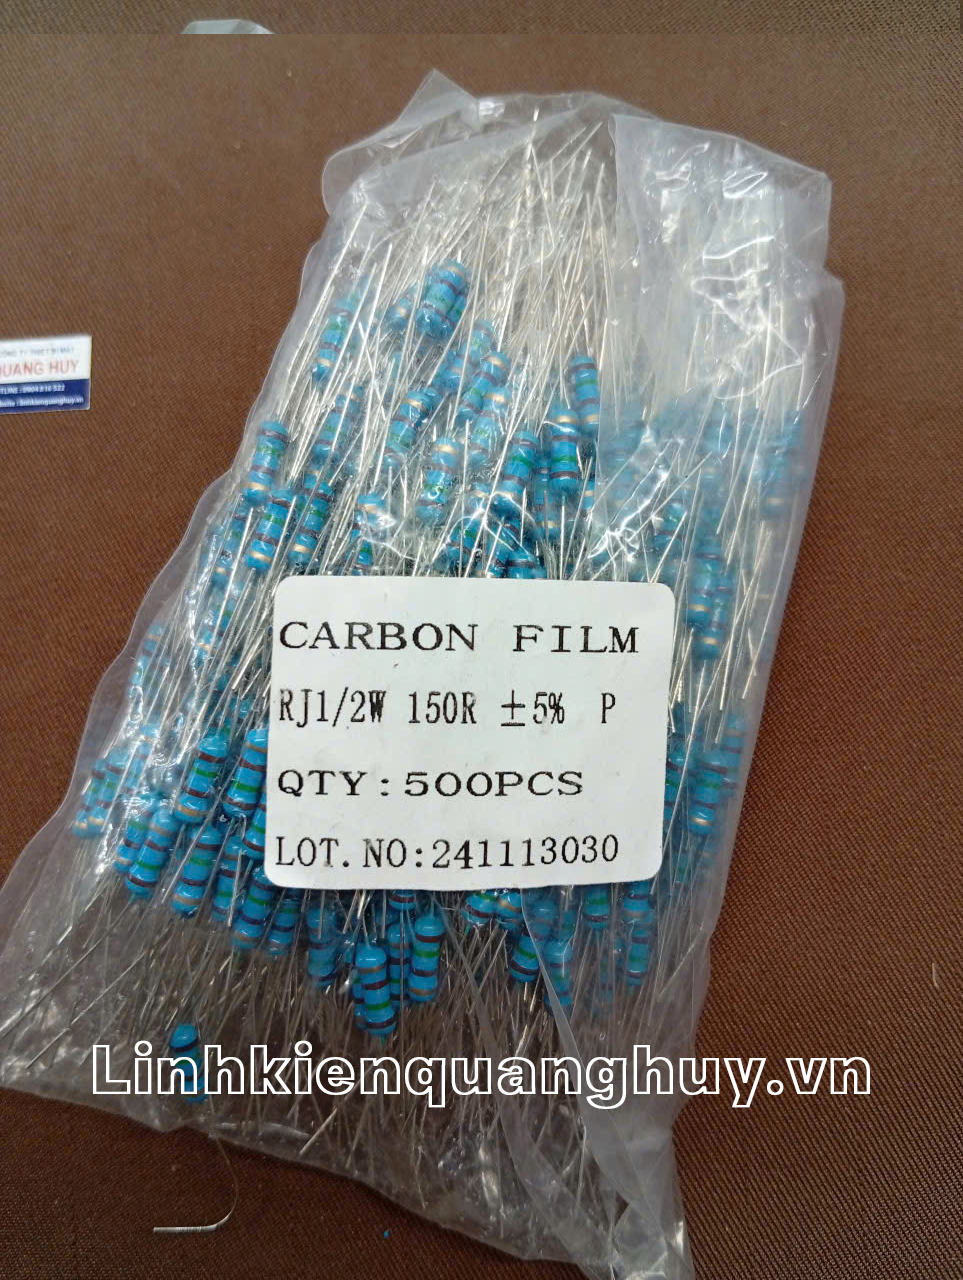 QUANG HUY
CARBON FILM
RJ1/2W 150R ±5% P
QTY:500PCS
LOT.NO:241113030
Linhkienquanghuy.vn